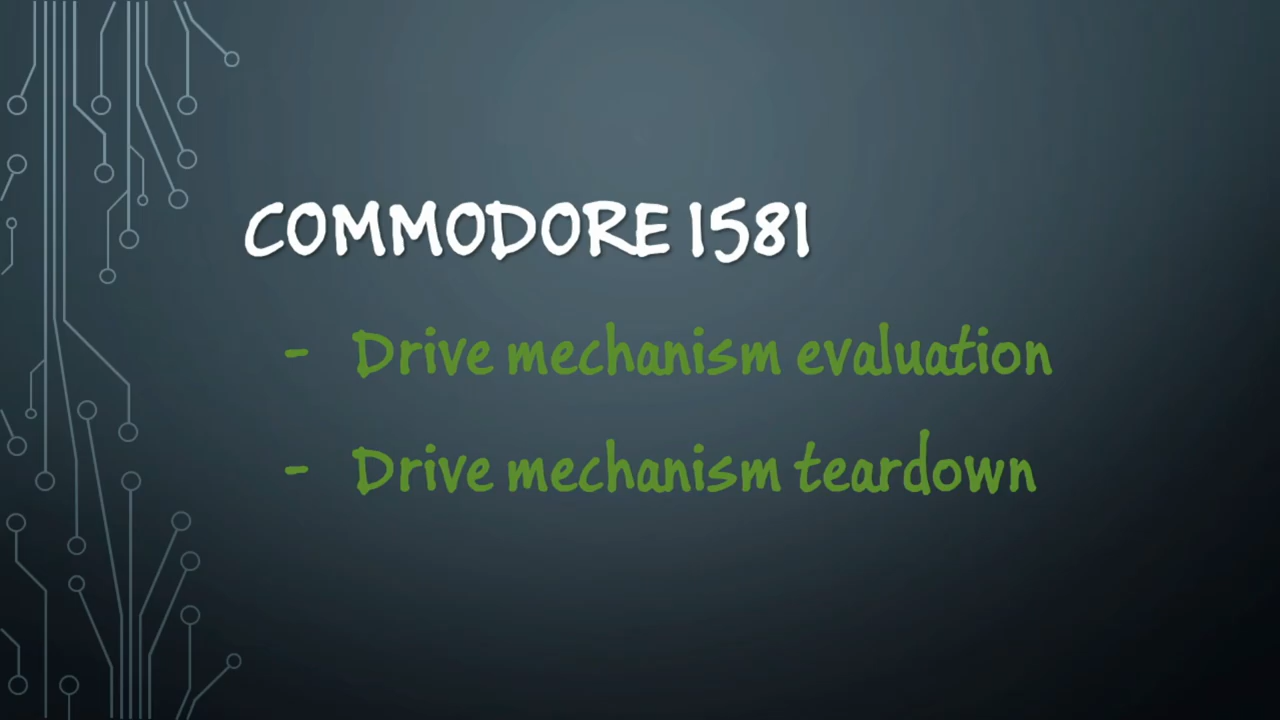 COMMODORE 1581
- Drive mechanism evaluation
- Drive mechanism teardown